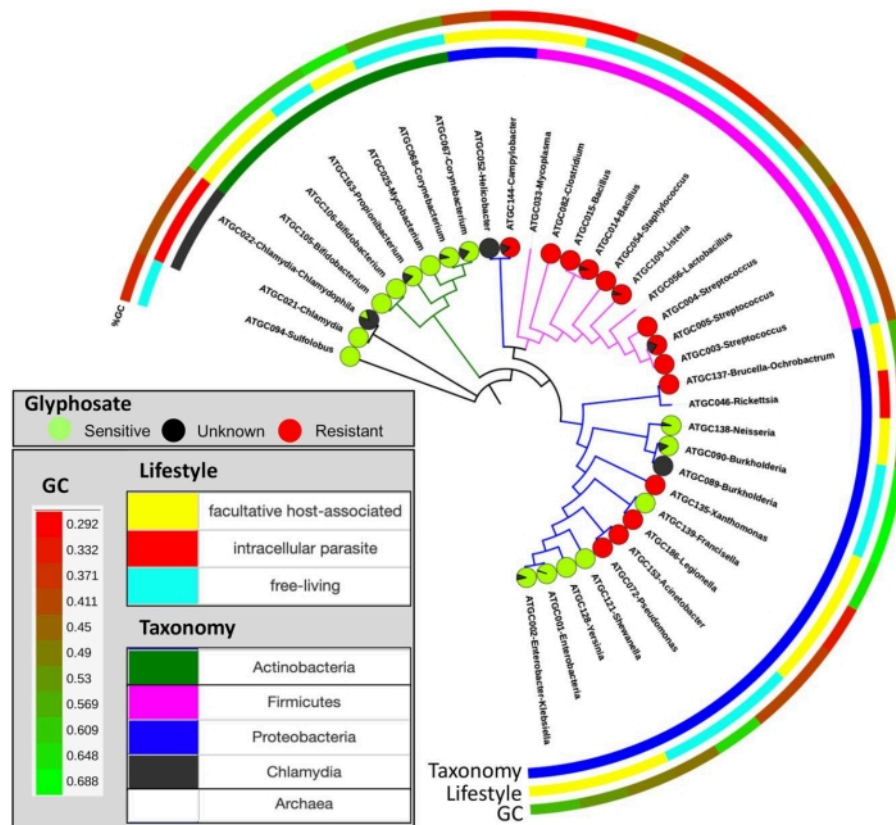 %GC
ATGC094-Sulfolobus
ATGC021-Chlamydia
ATGC022-Chlamydia-Chlamydophila
ATGC105-Bifidobacterium
ATGC106-Bifidobacterium
ATGC163-Propionibacterium
ATGC025-Mycobacterium
ATGC068-Corynebacterium
ATGC067-Corynebacterium
ATGC052-Helicobacter
ATGC144-Campylobacter
ATGC033-Mycoplasma
ATGC082-Clostridium
ATGC015-Bacillus
ATGC014-Bacillus
ATGC054-Staphylococcus
ATGC109-Listeria
ATGC056-Lactobacillus
ATGC004-Streptococcus
ATGC005-Streptococcus
ATGC003-Streptococcus
ATGC137-Brucella-Ochrobactrum
ATGC046-Rickettsia
ATGC138-Neisseria
ATGC090-Burkholderia
ATGC089-Burkholderia
ATGC135-Xanthomonas
ATGC139-Francisella
ATGC186-Legionella
ATGC153-Acinetobacter
ATGC072-Pseudomonas
ATGC121-Shewanella
ATGC128-Yersinia
ATGC001-Enterobacteria
ATGC002-Enterobacter-Klebsiella
Glyphosate
Sensitive Unknown Resistant
GC
0.292
0.332
0.371
0.411
0.45
0.49
0.53
0.569
0.609
0.648
0.688
Lifestyle
facultative host-associated
intracellular parasite
free-living
Taxonomy
Actinobacteria
Firmicutes
Proteobacteria
Chlamydia
Archaea
Taxonomy
Lifestyle
GC